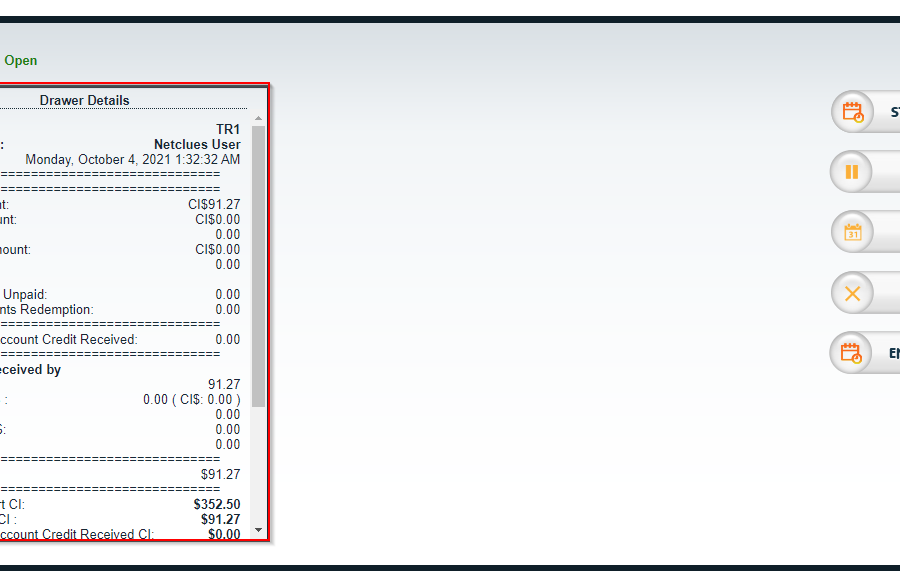 Open
Drawer Details
TR1
: Netclues User
Monday, October 4, 2021 1:32:32 AM
=============================
=============================
nt: CI$91.27
unt: CI$0.00
0.00
nount: CI$0.00
0.00
Unpaid: 0.00
nts Redemption: 0.00
=============================
ccount Credit Received: 0.00
=============================
eceived by
91.27
: 0.00 ( CI$: 0.00 )
0.00
S: 0.00
0.00
=============================
$91.27
=============================
rt CI: $352.50
CI : $91.27
ccount Credit Received CI: $0.00
ST
31
EN